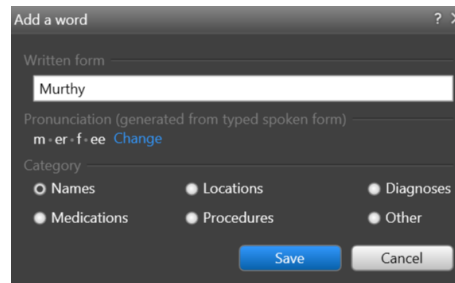 Add a word ?
Written form
Murthy
Pronunciation (generated from typed spoken form)
m•er•f•ee Change
Category
Names Locations Diagnoses
Medications Procedures Other
Save Cancel